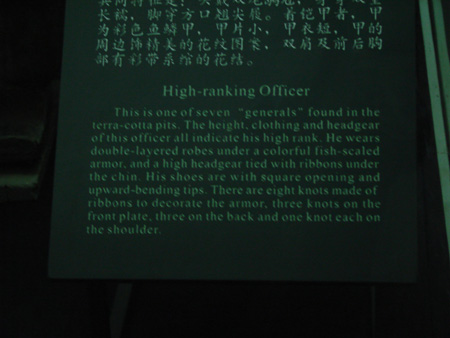 长襦,脚穿方口翘尖履。着铠甲者,甲
为彩色鱼鳞甲,甲片小,甲衣短,甲的
周边饰精美的花纹图案,双肩及前后胸
部有彩带系绾的花结。
High-ranking Officer
This is one of seven "generals" found in the
terra-cotta pits. The height, clothing and headgear
of this officer all indicate his high rank. He wears
double-layered robes under a colorful fish-scaled
armor, and a high headgear tied with ribbons under
the chin. His shoes are with square opening and
upward-bending tips. There are eight knots made of
ribbons to decorate the armor, three knots on the
front plate, three on the back and one knot each on
the shoulder.